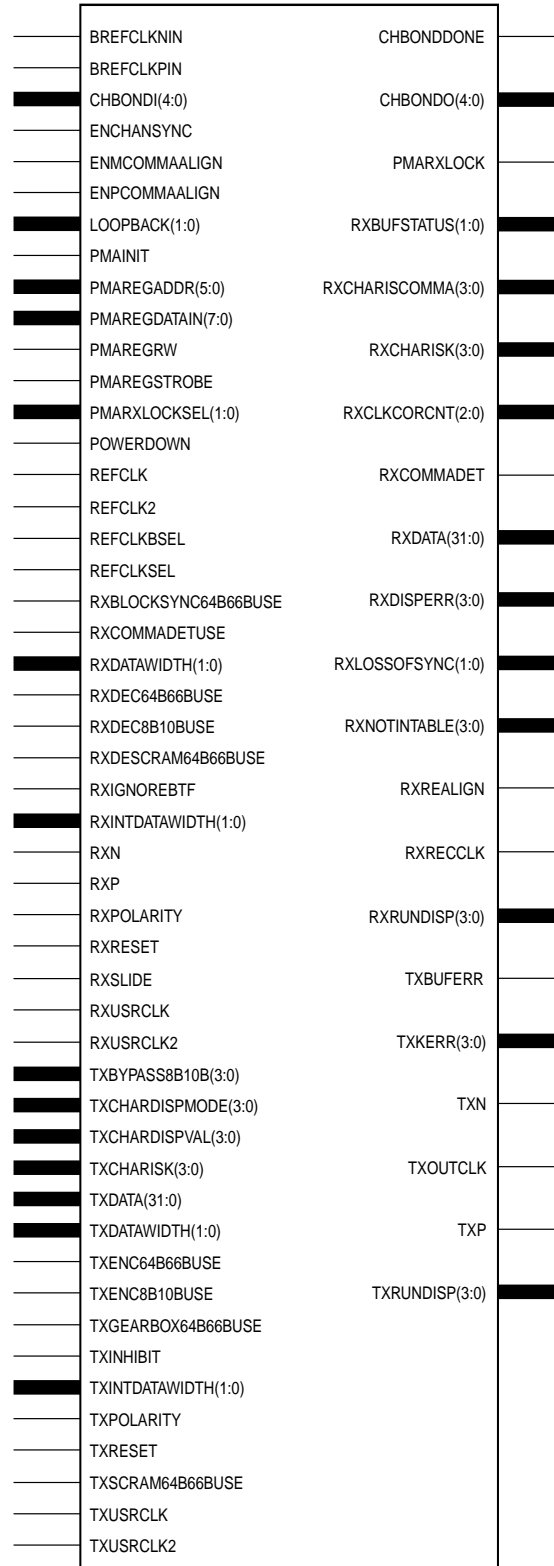 BREFCLKNIN
CHBONDDONE
BREFCLKPIN
CHBONDI(4:0)
CHBONDO(4:0)
ENCHANSYNC
ENMCOMMAALIGN
PMARXLOCK
ENPCOMMAALIGN
LOOPBACK(1:0)
RXBUFSTATUS(1:0)
PMAINIT
PMAREGADDR(5:0)
RXCHARISCOMMA(3:0)
PMAREGDATAIN(7:0)
PMAREGRW
RXCHARISK(3:0)
PMAREGSTROBE
PMARXLOCKSEL(1:0)
RXCLKCORCNT(2:0)
POWERDOWN
REFCLK
RXCOMMADET
REFCLK2
REFCLKBSEL
RXDATA(31:0)
REFCLKSEL
RXBLOCKSYNC64B66BUSE
RXDISPERR(3:0)
RXCOMMADETUSE
RXDATAWIDTH(1:0)
RXLOSSOFSYNC(1:0)
RXDEC64B66BUSE
RXDEC8B10BUSE
RXNOTINTABLE(3:0)
RXDESCRAM64B66BUSE
RXIGNOREBTF
RXREALIGN
RXINTDATAWIDTH(1:0)
RXN
RXRECCLK
RXP
RXPOLARITY
RXRUNDISP(3:0)
RXRESET
RXSLIDE
TXBUFERR
RXUSRCLK
RXUSRCLK2
TXKERR(3:0)
TXBYPASS8B10B(3:0)
TXCHARDISPMODE(3:0)
TXN
TXCHARDISPVAL(3:0)
TXCHARISK(3:0)
TXOUTCLK
TXDATA(31:0)
TXDATAWIDTH(1:0)
TXP
TXENC64B66BUSE
TXENC8B10BUSE
TXRUNDISP(3:0)
TXGEARBOX64B66BUSE
TXINHIBIT
TXINTDATAWIDTH(1:0)
TXPOLARITY
TXRESET
TXSCRAM64B66BUSE
TXUSRCLK
TXUSRCLK2